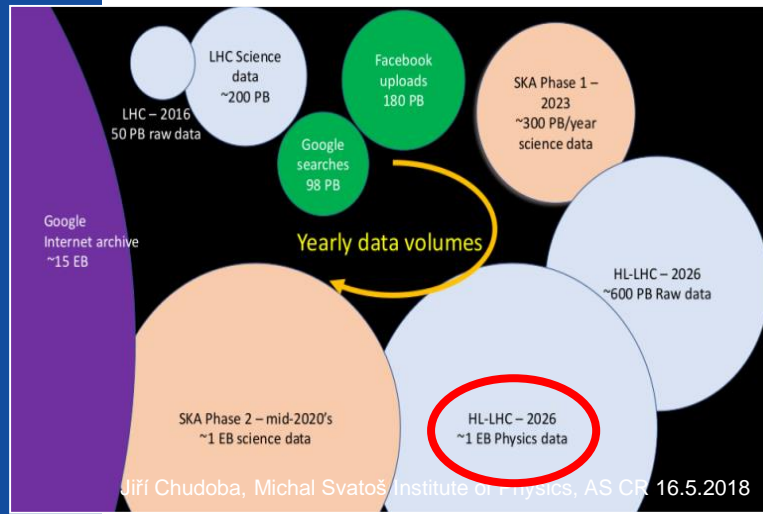 LHC Science
data
~200 PB
LHC – 2016
50 PB raw data
Facebook
uploads
180 PB
SKA Phase 1 –
2023
~300 PB/year
science data
Google
searches
98 PB
Google
Internet archive
~15 EB
Yearly data volumes
HL-LHC – 2026
~600 PB Raw data
SKA Phase 2 – mid-2020's
~1 EB science data
HL-LHC – 2026
~1 EB Physics data
Jiří Chudoba, Michal Svatoš Institute of Physics, AS CR 16.5.2018